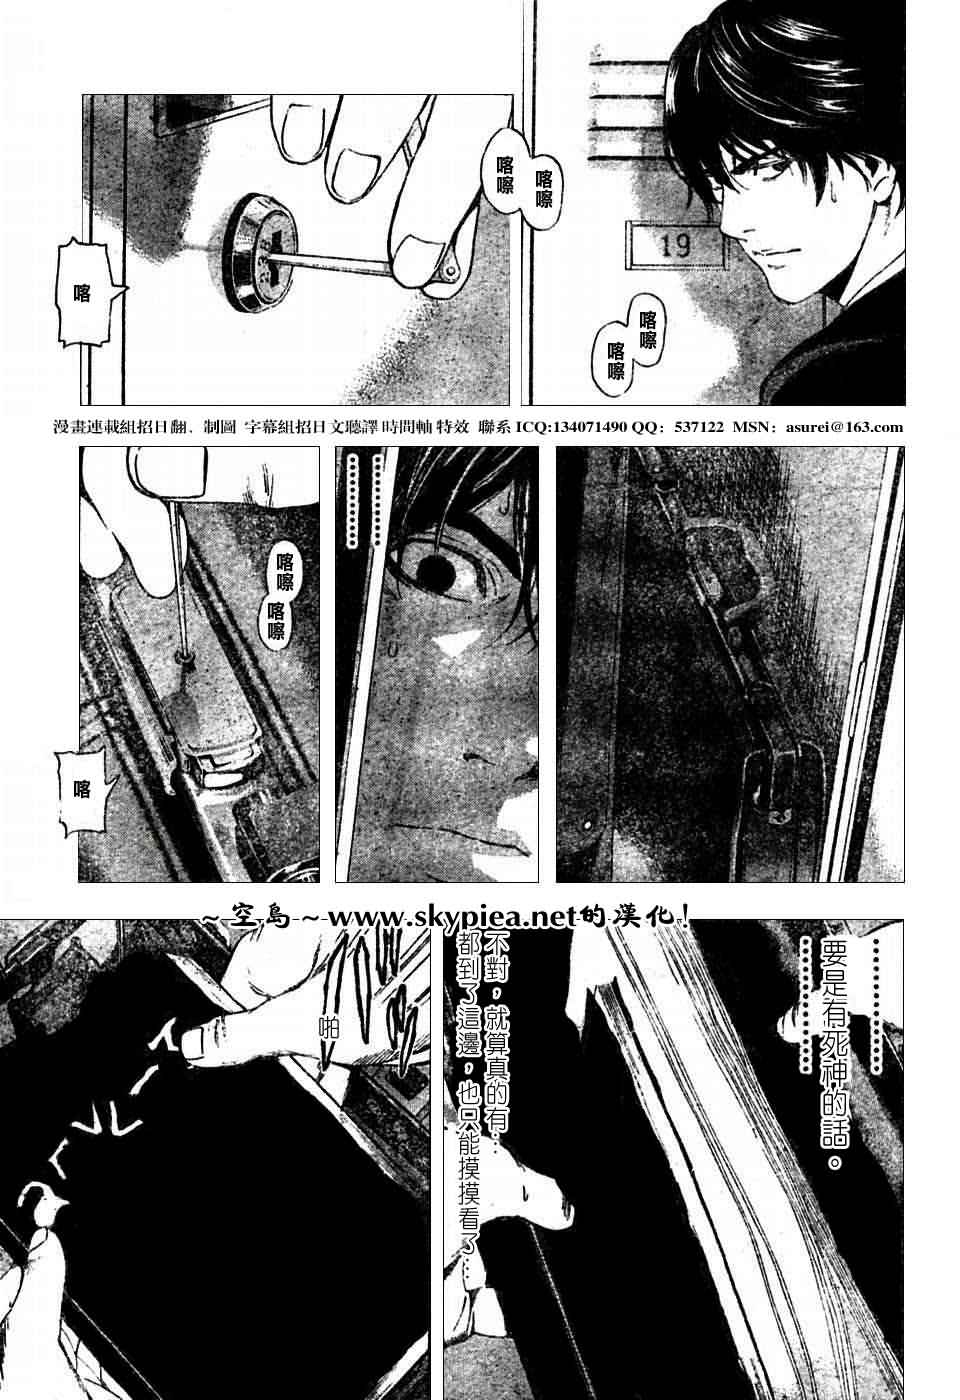 喀嚓
喀嚓
19
喀嚓
喀嚓
喀
漫畫連載組招日翻﹑ 制圖 字幕組招日文聽譯 時間軸 特效 聯系 ICQ:134071490 QQ：537122 MSN：asurei@163.com
喀嚓
喀嚓
喀
～空島～www.skypiea.net的漢化!
要是有死神的話。
不對，就算真的有…
都到了這邊，也只能摸摸看了……
啪